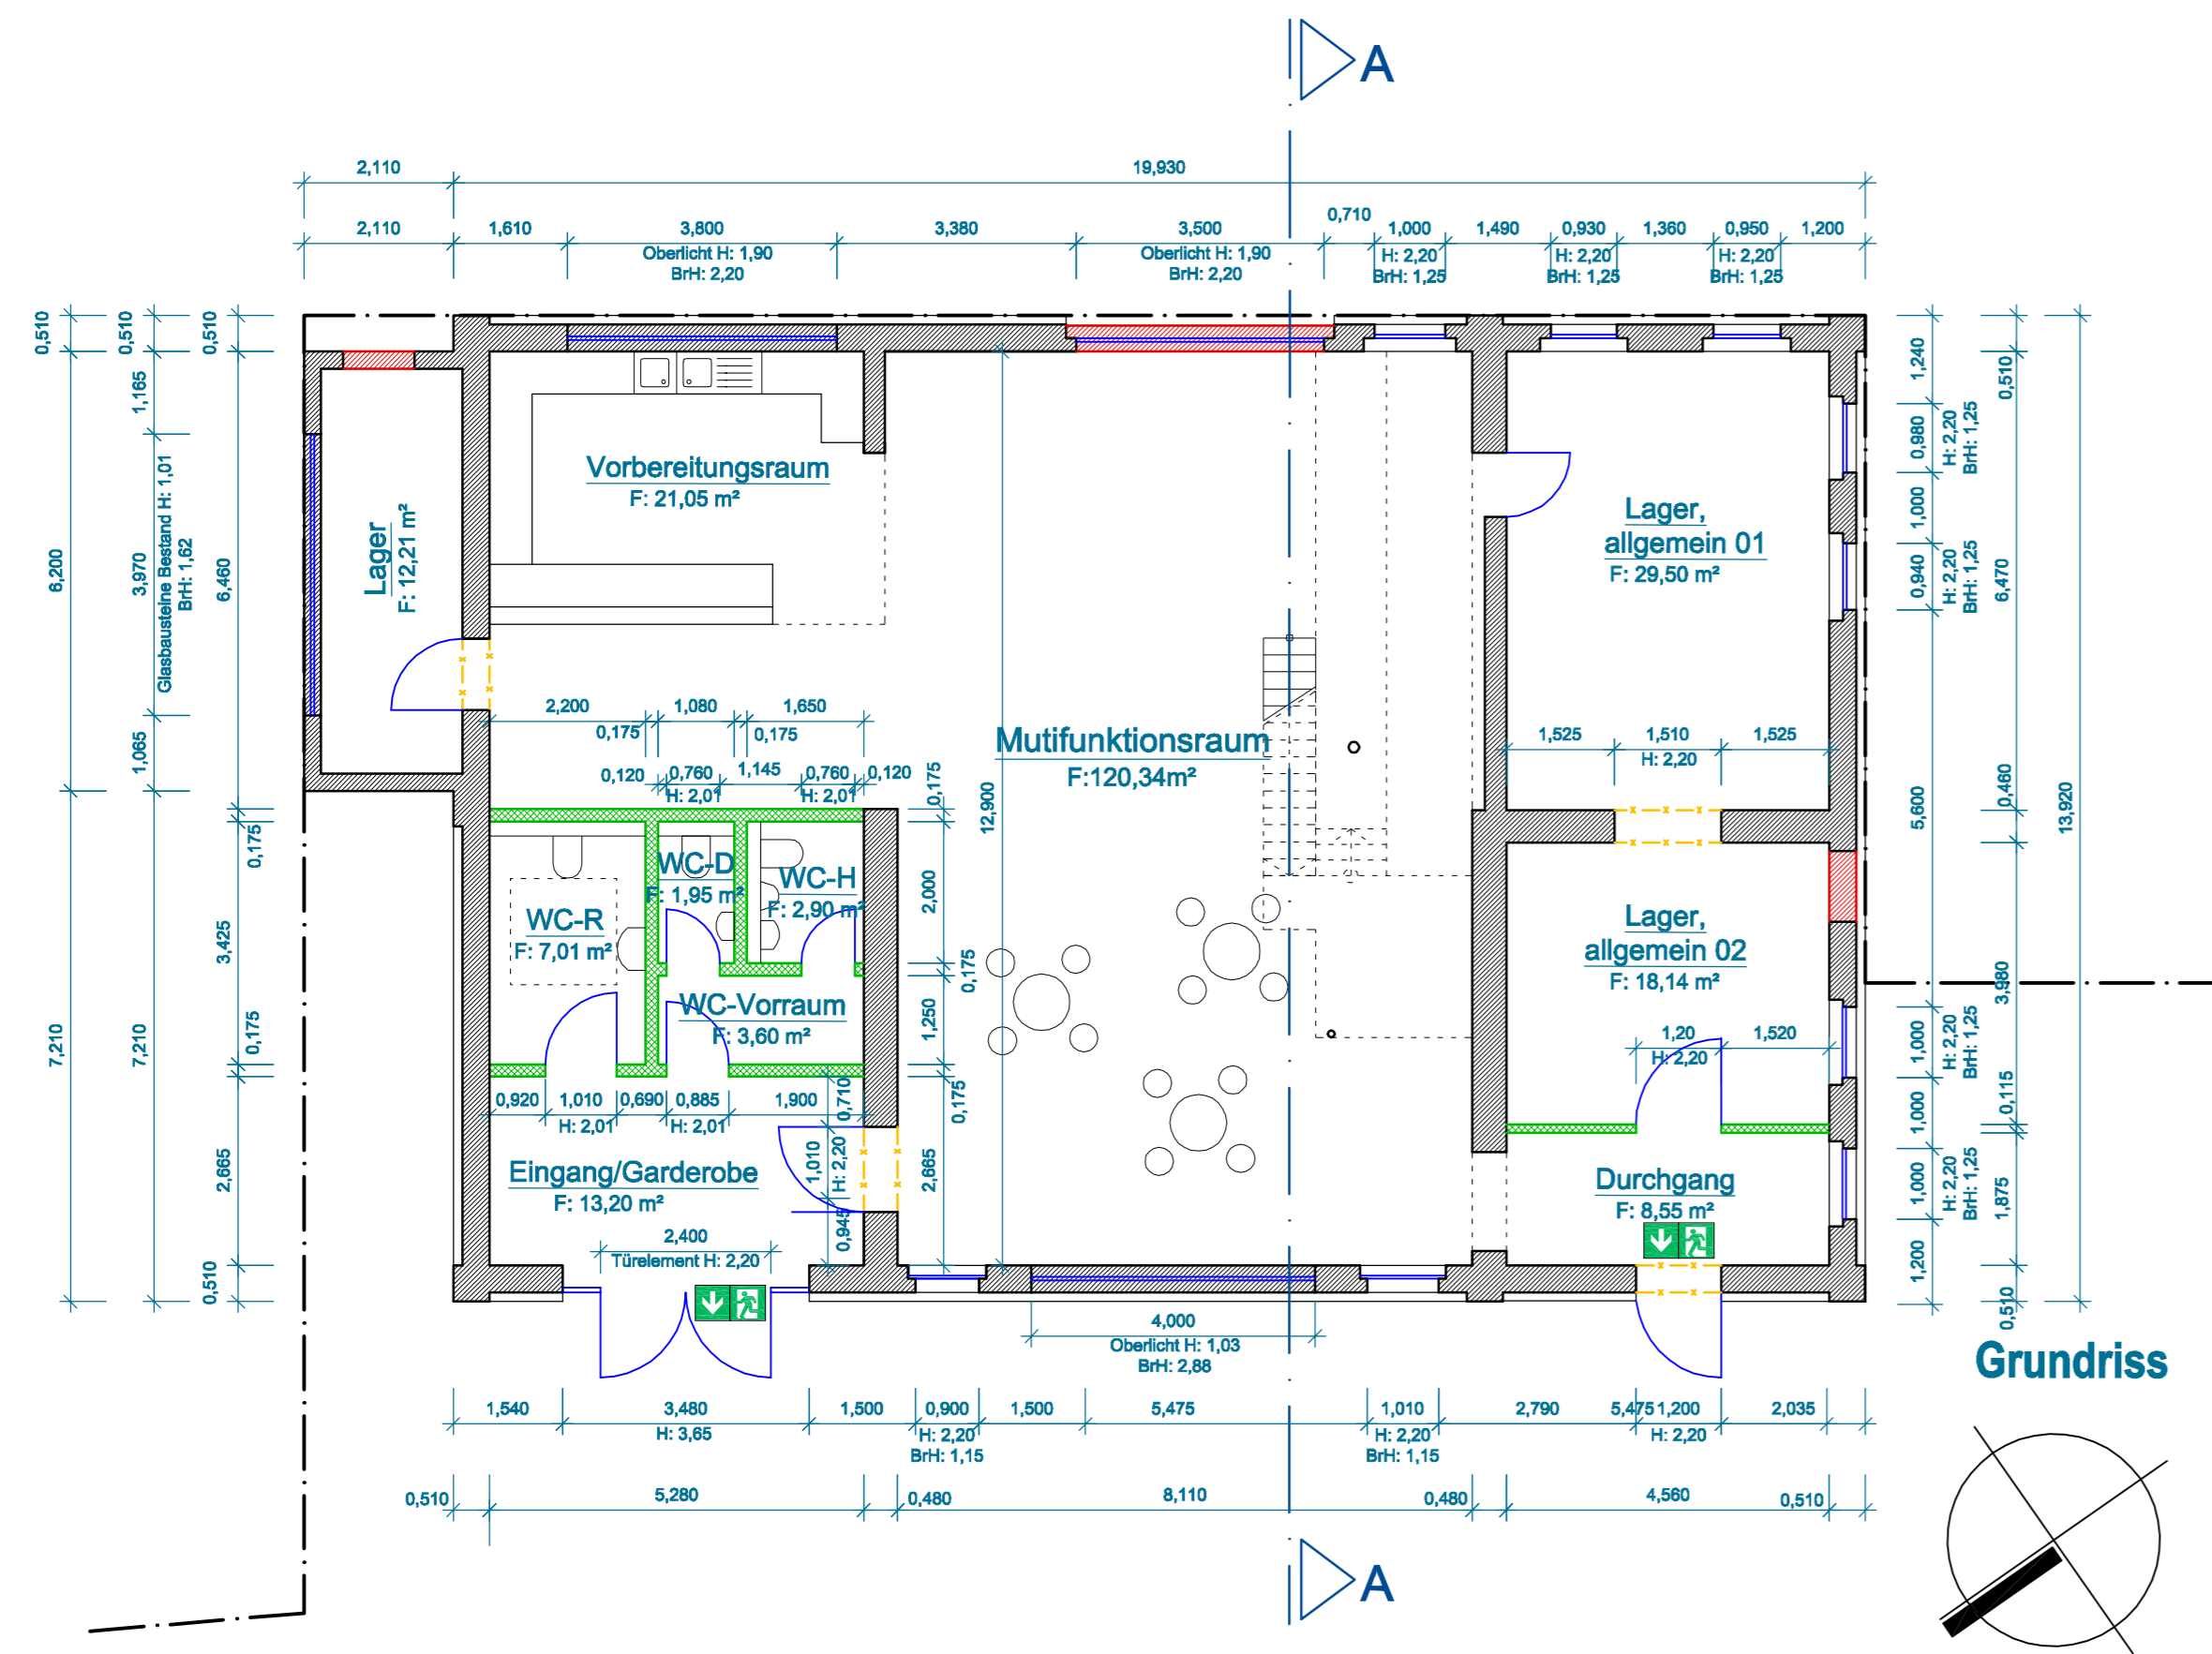 A
2,110
19,930
2,110
1,610
3,800
3,380
3,500
0,710
1,000
1,490
0,930
1,360
0,950
1,200
Oberlicht H: 1,90
BrH: 2,20
Oberlicht H: 1,90
BrH: 2,20
H: 2,20
BrH: 1,25
H: 2,20
BrH: 1,25
H: 2,20
BrH: 1,25
0,510
0,510
0,510
6,200
7,210
1,165
3,970
Glasbausteine Bestand H: 1,01
BrH: 1,62
1,065
7,210
6,460
0,175
3,425
0,175
2,665
0,510
Lager
F: 12,21 m²
Vorbereitungsraum
F: 21,05 m²
Mutifunktionsraum
F:120,34m²
12,900
Lager,
allgemein 01
F: 29,50 m²
1,525
1,510
1,525
H: 2,20
2,200
0,175
1,080
0,175
1,650
0,120
0,760
1,145
0,760
0,120
H: 2,01
H: 2,01
0,175
2,000
0,175
1,250
0,175
2,665
WC-D
F: 1,95 m²
WC-H
F: 2,90 m²
WC-R
F: 7,01 m²
WC-Vorraum
F: 3,60 m²
0,920
1,010
0,690
0,885
1,900
H: 2,01
H: 2,01
0,710
1,010
H: 2,20
0,945
Eingang/Garderobe
F: 13,20 m²
2,400
Türelement H: 2,20
Lager,
allgemein 02
F: 18,14 m²
1,20
H: 2,20
1,520
Durchgang
F: 8,55 m²
1,240
0,980
H: 2,20
BrH: 1,25
1,000
0,940
H: 2,20
BrH: 1,25
5,600
1,000
H: 2,20
BrH: 1,25
1,000
1,000
H: 2,20
BrH: 1,25
1,200
0,510
6,470
0,460
3,980
0,115
1,875
0,510
13,920
4,000
Oberlicht H: 1,03
BrH: 2,88
Grundriss
1,540
3,480
1,500
0,900
1,500
5,475
1,010
2,790
5,475
1,200
2,035
H: 3,65
H: 2,20
BrH: 1,15
H: 2,20
BrH: 1,15
H: 2,20
0,510
5,280
0,480
8,110
0,480
4,560
0,510
A